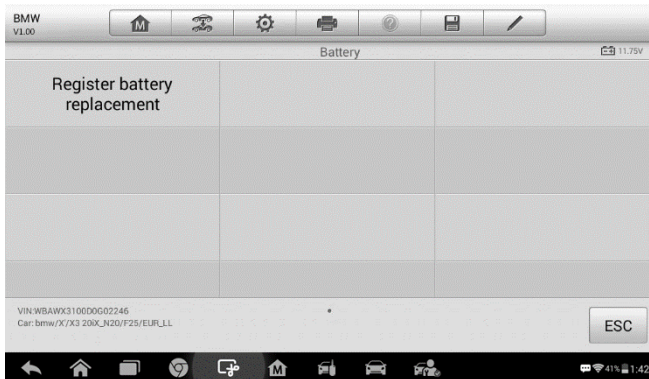 BMW
V1.00
Battery
11.75V
Register battery
replacement
VIN:WBAWX3100D0G02246
Car: bmw/X/X3 20iX_N20/F25/EUR_LL
ESC
41%
1:42